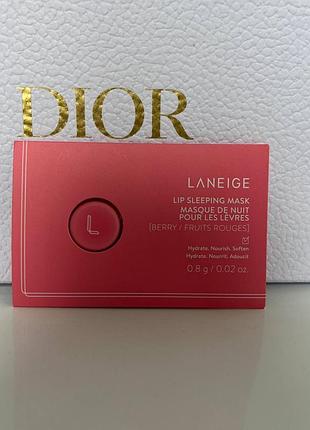 DIOR
LANEIGE
LIP SLEEPING MASK
MASQUE DE NUIT
POUR LES LÈVRES
[BERRY / FRUITS ROUGES]
L
Hydrate, Nourish, Soften
Hydrate, Nourrit, Adoucit
0.8 g / 0.02 oz.